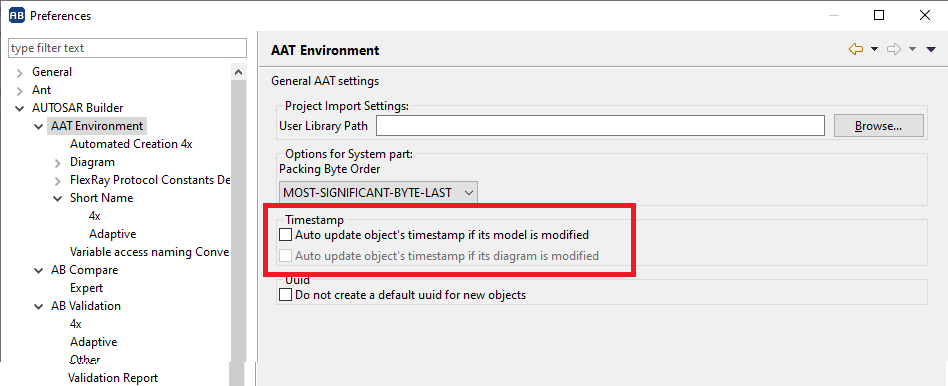 AB Preferences
type filter text
General
Ant
AUTOSAR Builder
AAT Environment
Automated Creation 4x
Diagram
FlexRay Protocol Constants De
Short Name
4x
Adaptive
Variable access naming Conve
AB Compare
Expert
AB Validation
4x
Adaptive
Other
Validation Report
AAT Environment
General AAT settings
Project Import Settings:
User Library Path Browse...
Options for System part:
Packing Byte Order
MOST-SIGNIFICANT-BYTE-LAST
Timestamp
Auto update object's timestamp if its model is modified
Auto update object's timestamp if its diagram is modified
Uuid
Do not create a default uuid for new objects